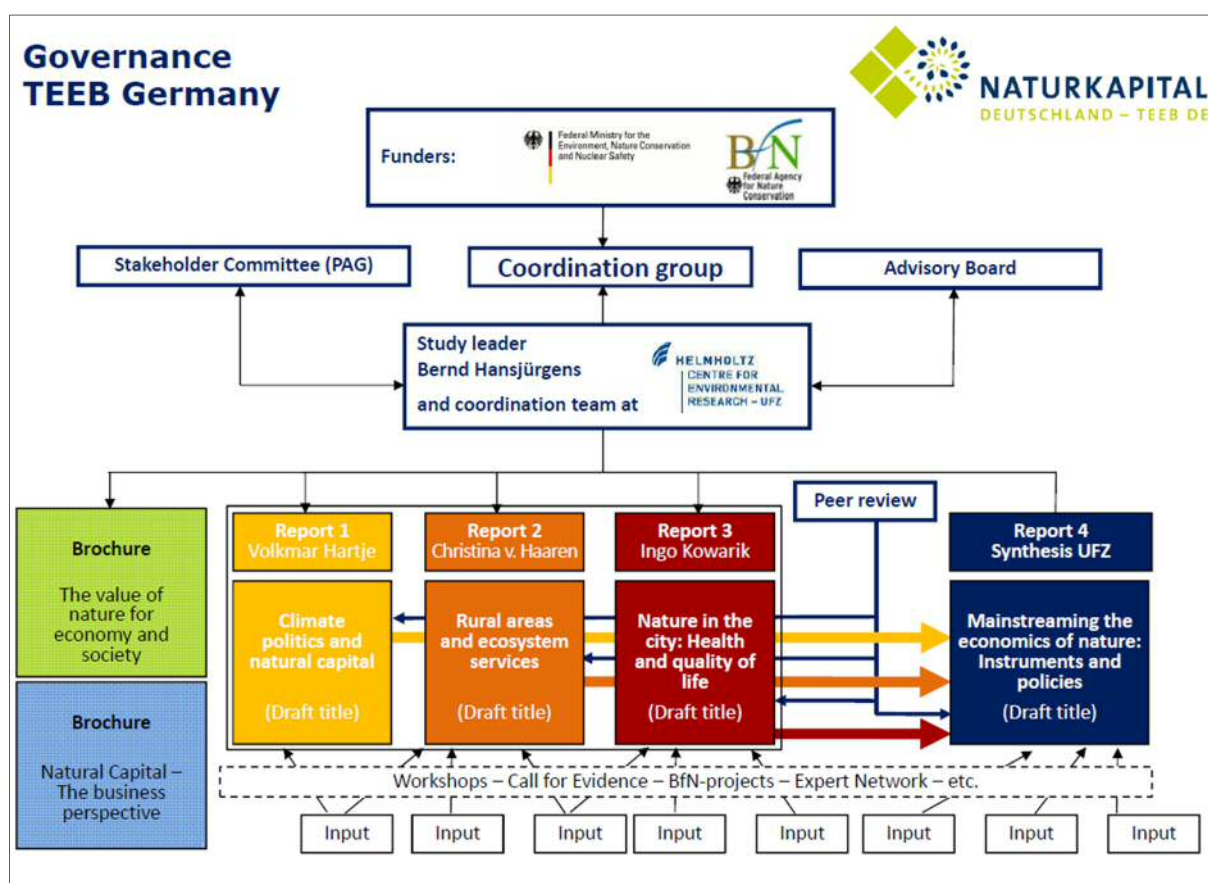 Governance
TEEB Germany
NATURKAPITAL
DEUTSCHLAND – TEEB DE
Funders:
Federal Ministry for the
Environment, Nature Conservation
and Nuclear Safety
BfN
Federal Agency
for Nature
Conservation
Stakeholder Committee (PAG)
Coordination group
Advisory Board
Study leader
Bernd Hansjürgens
and coordination team at
HELMHOLTZ
CENTRE FOR
ENVIRONMENTAL
RESEARCH – UFZ
Peer review
Brochure
The value of
nature for
economy and
society
Brochure
Natural Capital –
The business
perspective
Report 1
Volkmar Hartje
Climate
politics and
natural capital
(Draft title)
Report 2
Christina v. Haaren
Rural areas
and ecosystem
services
(Draft title)
Report 3
Ingo Kowarik
Nature in the
city: Health
and quality of
life
(Draft title)
Report 4
Synthesis UFZ
Mainstreaming the
economics of nature:
Instruments and
policies
(Draft title)
Workshops – Call for Evidence – BfN-projects – Expert Network – etc.
Input
Input
Input
Input
Input
Input
Input
Input